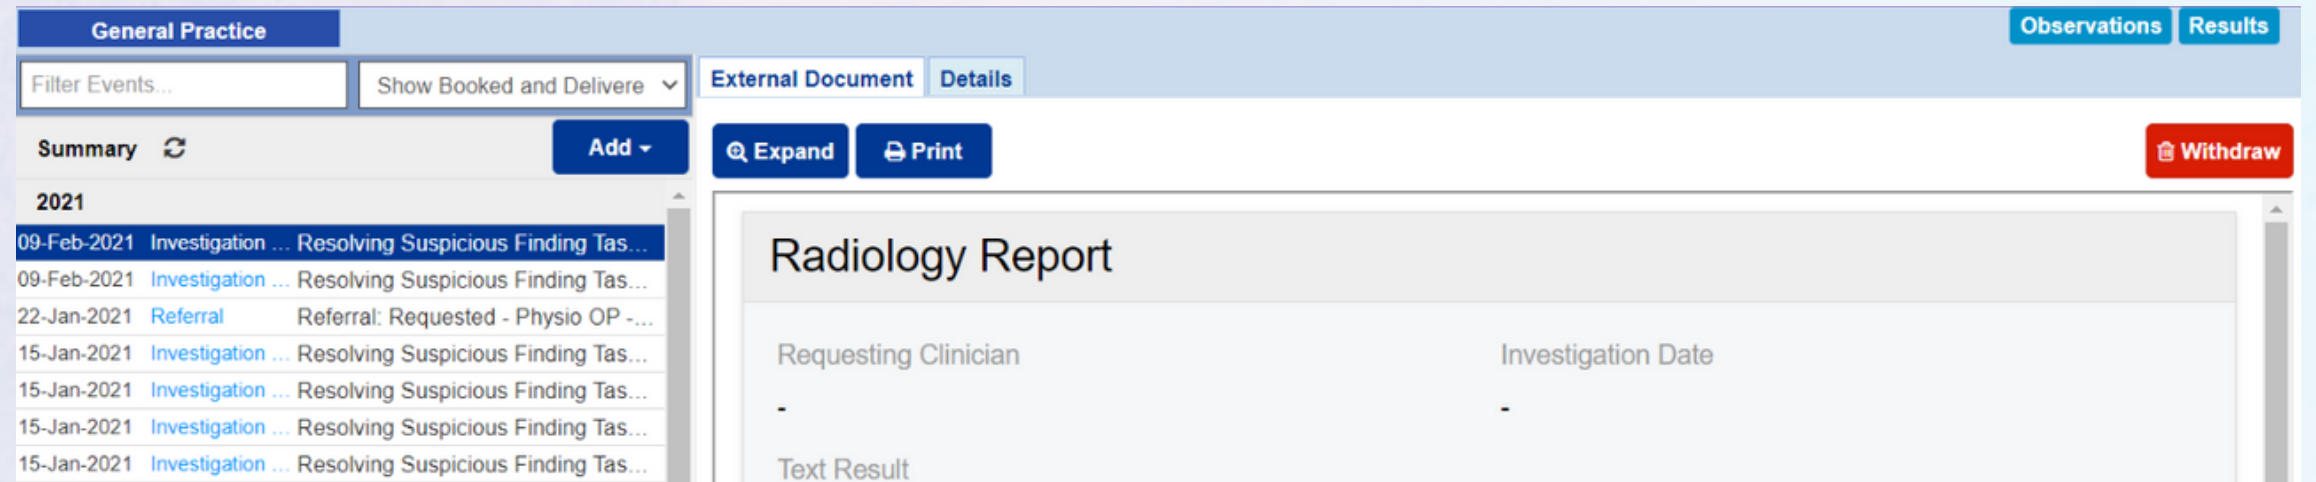 General Practice
Observations Results
Filter Events...
Show Booked and Delivere
External Document Details
Summary
Add
Expand
Print
Withdraw
2021
09-Feb-2021 Investigation ... Resolving Suspicious Finding Tas...
09-Feb-2021 Investigation ... Resolving Suspicious Finding Tas...
22-Jan-2021 Referral Referral: Requested - Physio OP -...
15-Jan-2021 Investigation ... Resolving Suspicious Finding Tas...
15-Jan-2021 Investigation ... Resolving Suspicious Finding Tas...
15-Jan-2021 Investigation ... Resolving Suspicious Finding Tas...
15-Jan-2021 Investigation ... Resolving Suspicious Finding Tas...
Radiology Report
Requesting Clinician
-
Investigation Date
-
Text Result